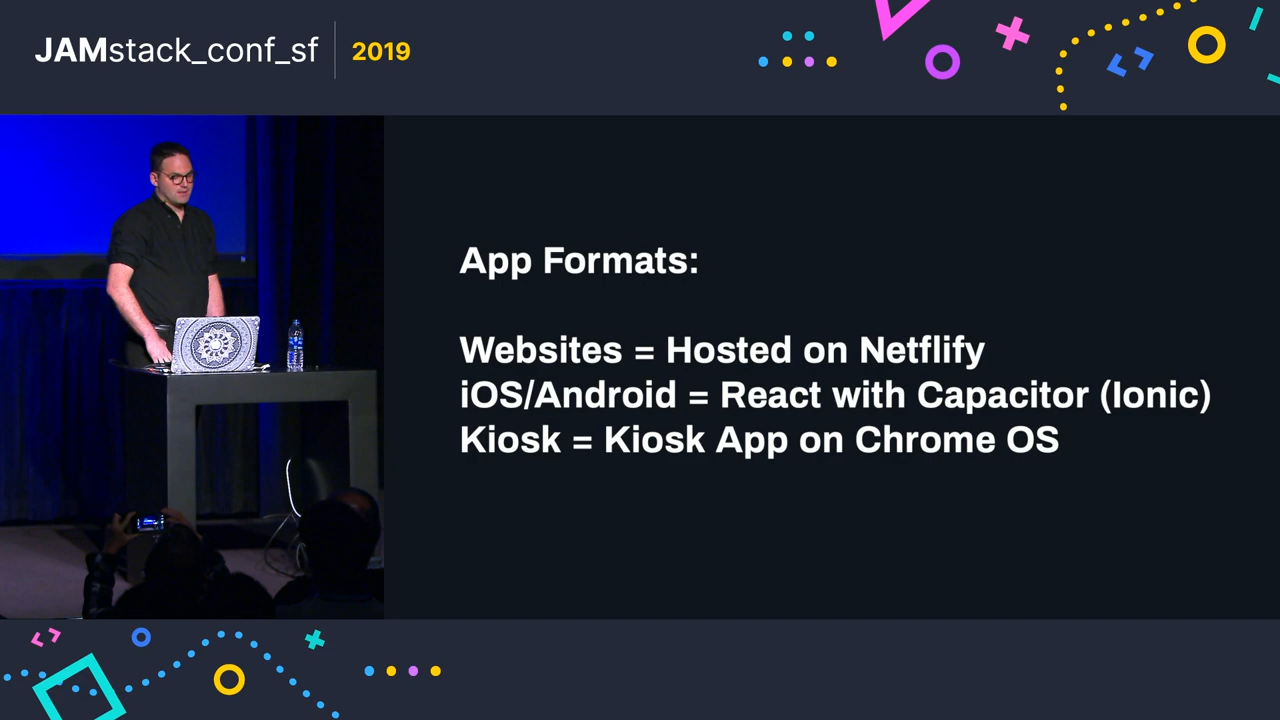 JAMstack_conf_sf
2019
App Formats:
Websites = Hosted on Netflify
iOS/Android = React with Capacitor (Ionic)
Kiosk = Kiosk App on Chrome OS